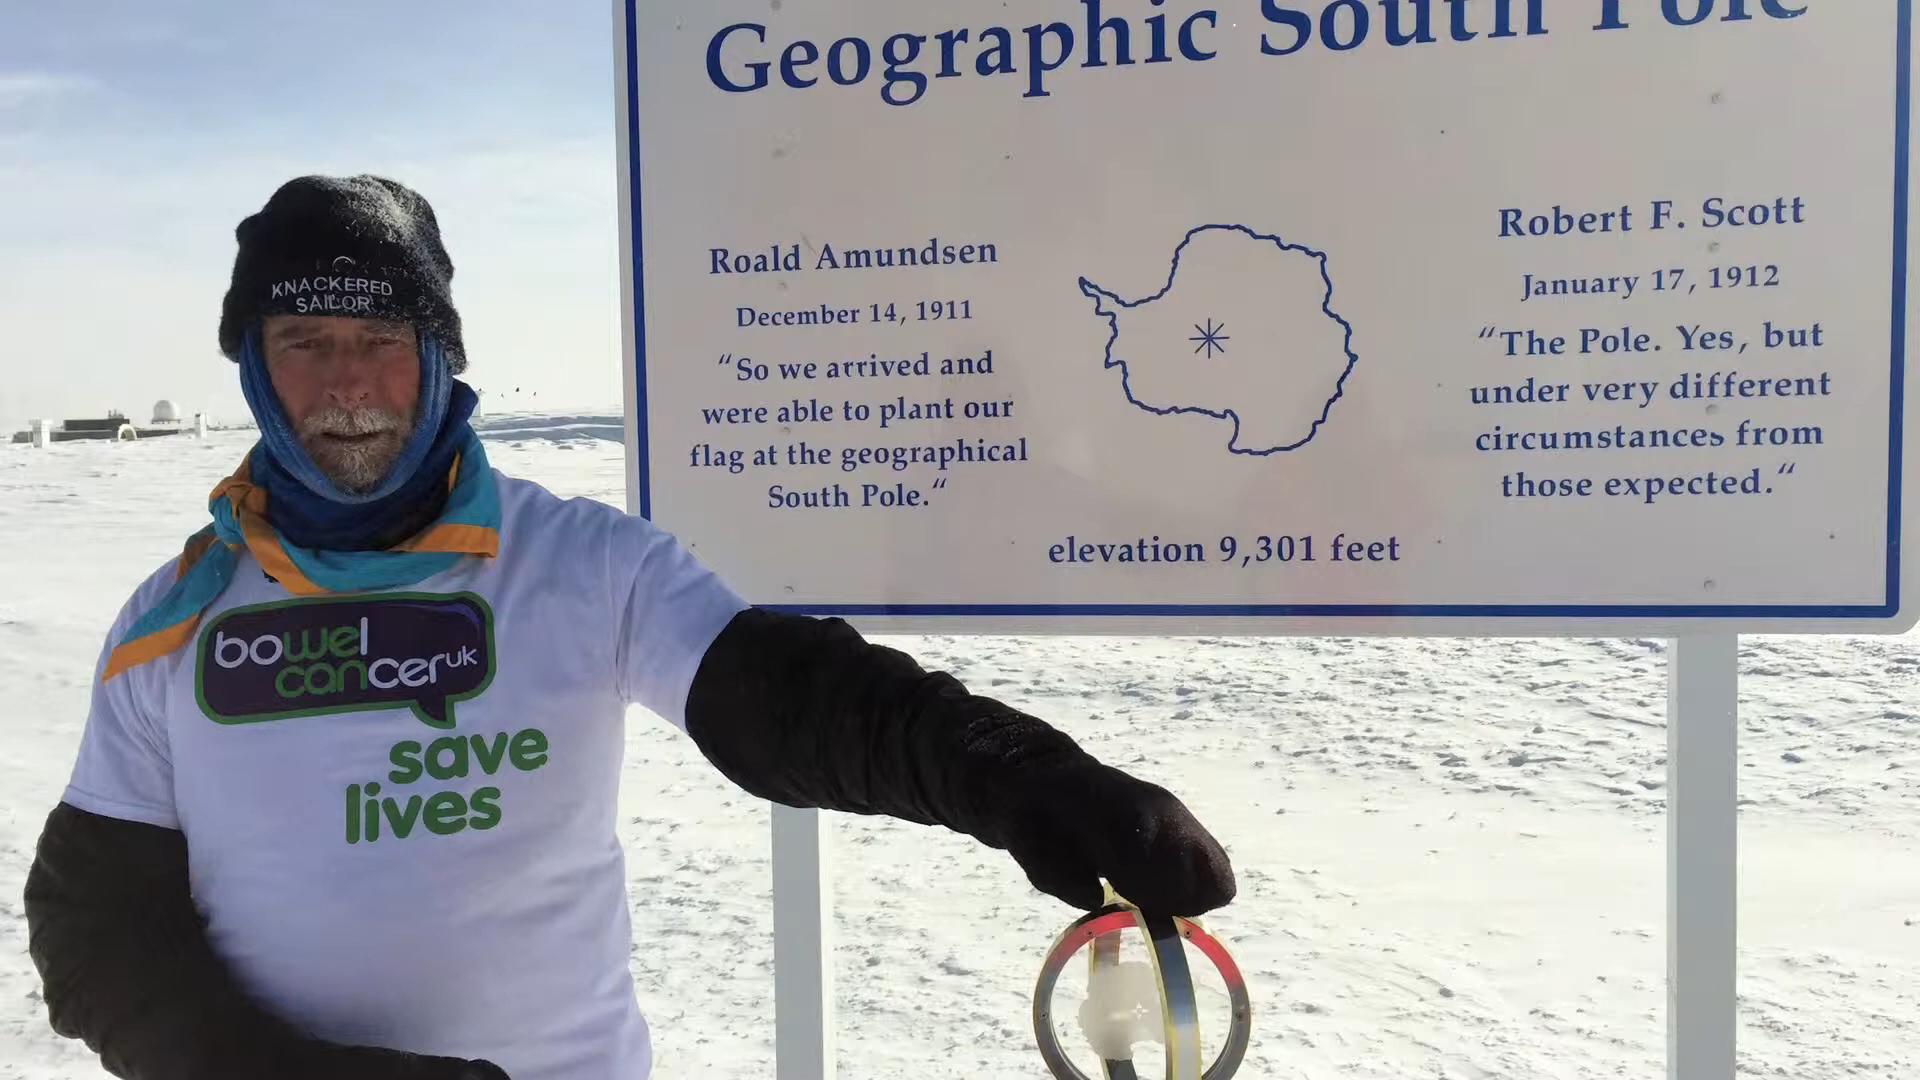 Geographic South Pole
Roald Amundsen
December 14, 1911
“So we arrived and
were able to plant our
flag at the geographical
South Pole.“
Robert F. Scott
January 17, 1912
“The Pole. Yes, but
under very different
circumstances from
those expected.“
elevation 9,301 feet
KNACKERED
SAILOR
bowel
cancer uk
save
lives